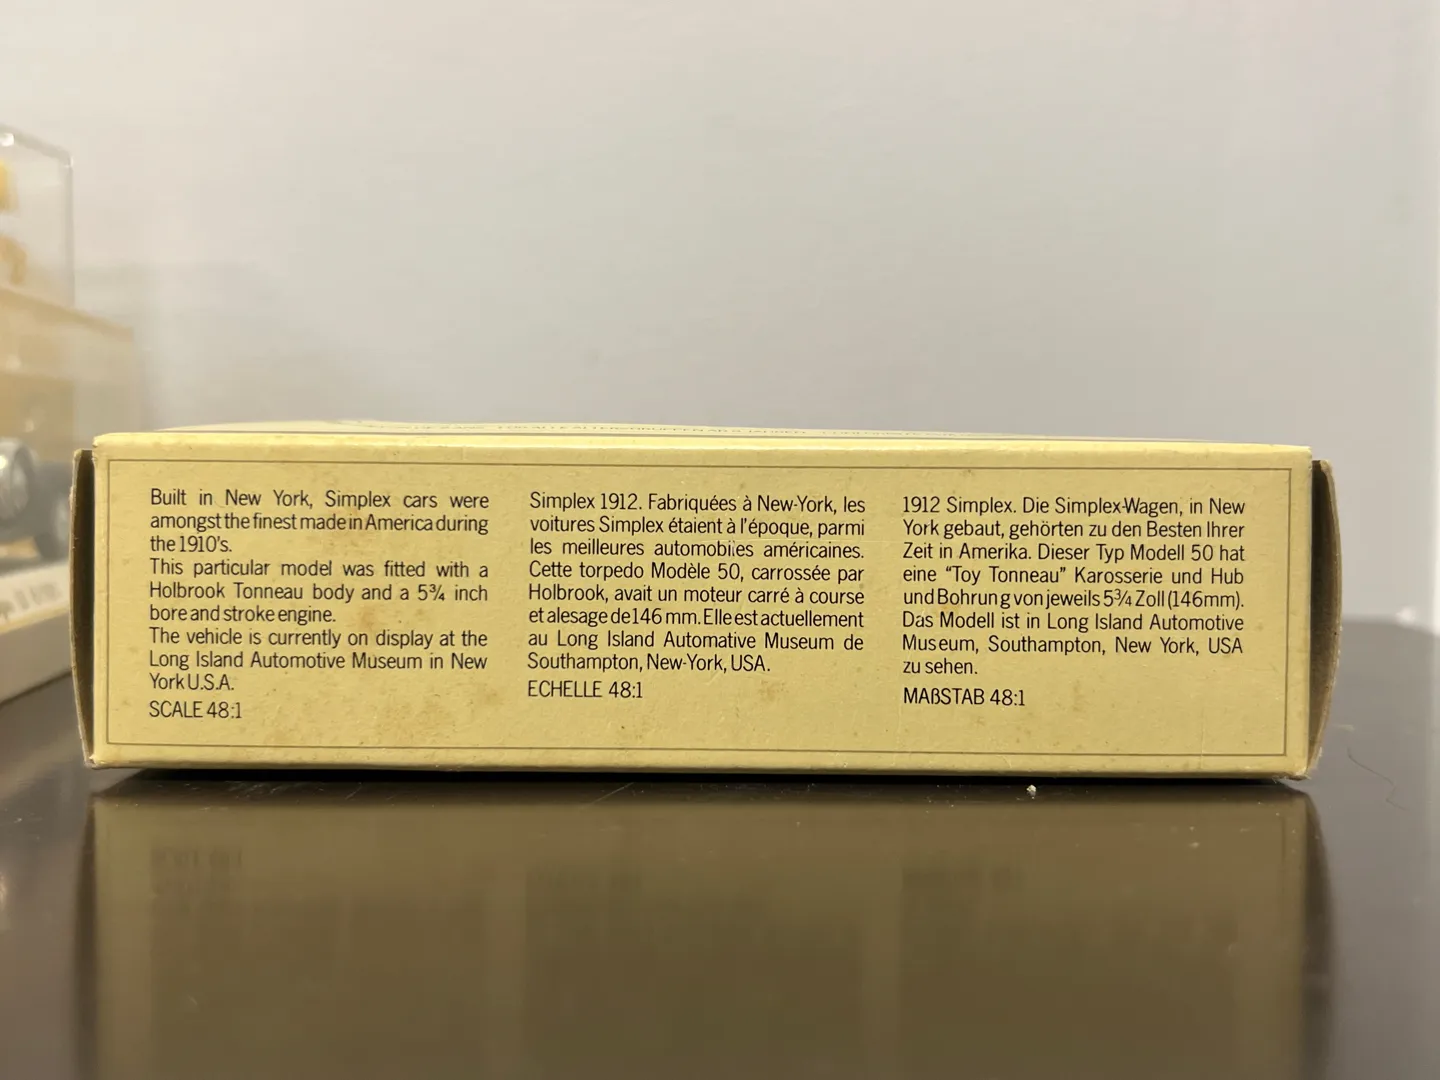 Built in New York, Simplex cars were
amongst the finest made in America during
the 1910's.
This particular model was fitted with a
Holbrook Tonneau body and a 5¾ inch
bore and stroke engine.
The vehicle is currently on display at the
Long Island Automotive Museum in New
York U.S.A.
SCALE 48:1
Simplex 1912. Fabriquées à New-York, les
voitures Simplex étaient à l'époque, parmi
les meilleures automobiles américaines.
Cette torpedo Modèle 50, carrossée par
Holbrook, avait un moteur carré à course
et alesage de 146 mm. Elle est actuellement
au Long Island Automative Museum de
Southampton, New-York, USA.
ECHELLE 48:1
1912 Simplex. Die Simplex-Wagen, in New
York gebaut, gehörten zu den Besten Ihrer
Zeit in Amerika. Dieser Typ Modell 50 hat
eine "Toy Tonneau" Karosserie und Hub
und Bohrung von jeweils 5¾ Zoll (146mm).
Das Modell ist in Long Island Automotive
Museum, Southampton, New York, USA
zu sehen.
MAßSTAB 48:1